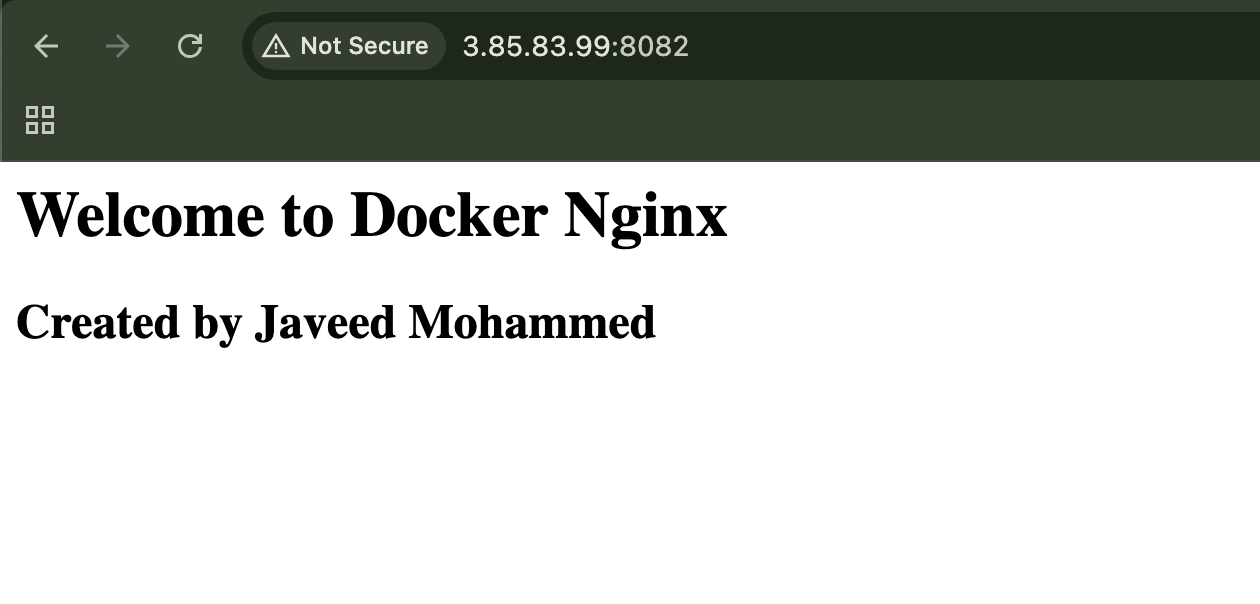 Not Secure 3.85.83.99:8082
Welcome to Docker Nginx
Created by Javeed Mohammed